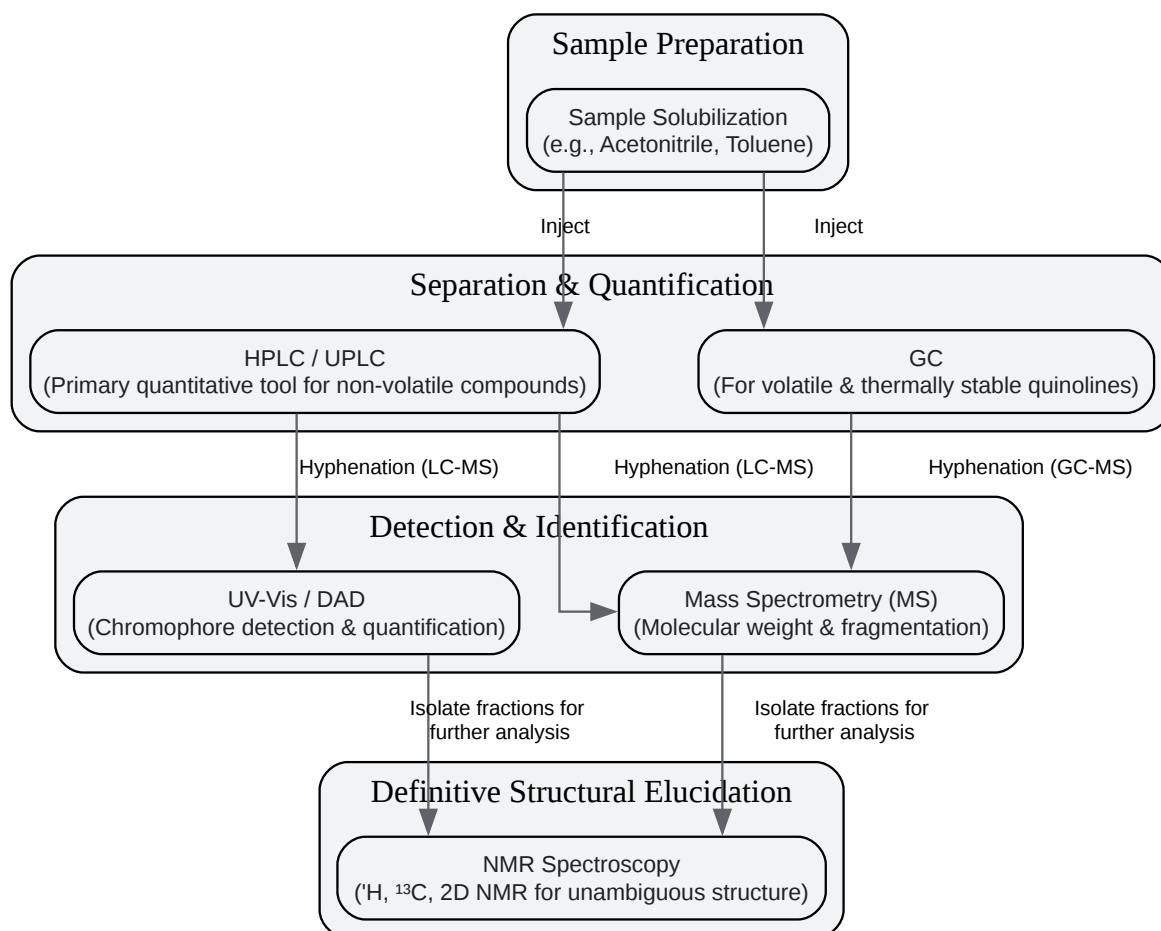 Sample Preparation
Sample Solubilization
(e.g., Acetonitrile, Toluene)
Inject
Inject
Separation & Quantification
HPLC / UPLC
(Primary quantitative tool for non-volatile compounds)
GC
(For volatile & thermally stable quinolines)
Hyphenation (LC-MS)
Hyphenation (LC-MS)
Hyphenation (GC-MS)
Detection & Identification
UV-Vis / DAD
(Chromophore detection & quantification)
Mass Spectrometry (MS)
(Molecular weight & fragmentation)
Isolate fractions for
further analysis
Isolate fractions for
further analysis
Definitive Structural Elucidation
NMR Spectroscopy
('H, ¹³C, 2D NMR for unambiguous structure)